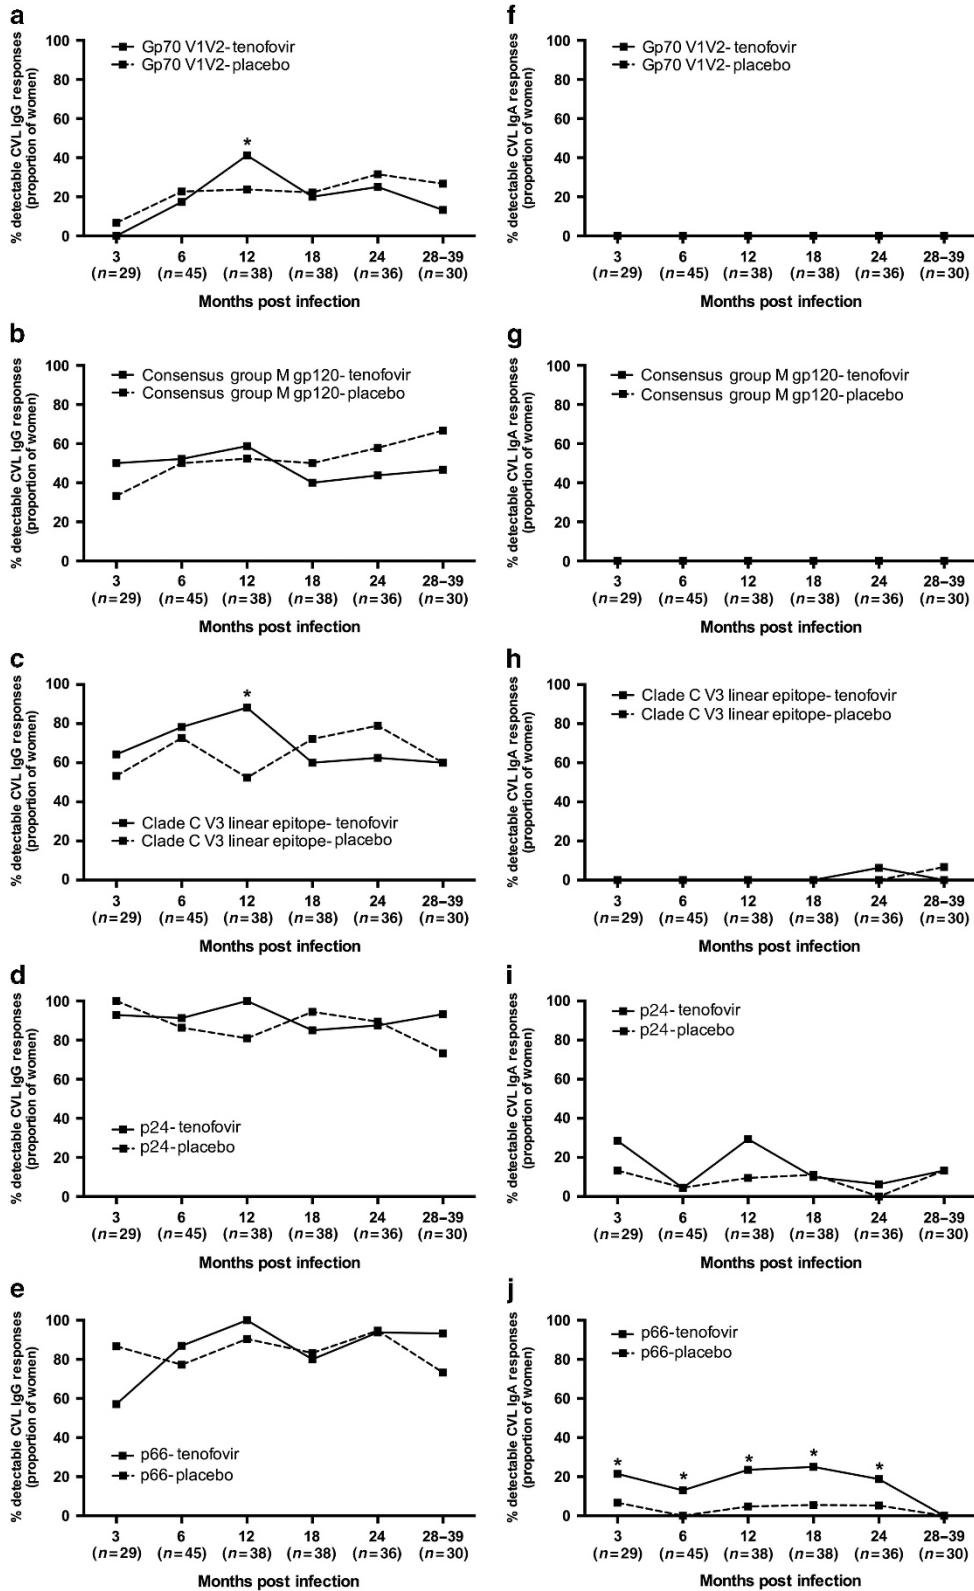 a
% detectable CVL IgG responses
(proportion of women)
100
80
60
40
20
0
Gp70 V1V2-tenofovir
Gp70 V1V2-placebo
*
3 6 12 18 24 28–39
(n=29) (n=45) (n=38) (n=38) (n=36) (n=30)
Months post infection
f
% detectable CVL IgA responses
(proportion of women)
100
80
60
40
20
0
Gp70 V1V2-tenofovir
Gp70 V1V2-placebo
3 6 12 18 24 28–39
(n=29) (n=45) (n=38) (n=38) (n=36) (n=30)
Months post infection
b
% detectable CVL IgG responses
(proportion of women)
100
80
60
40
20
0
Consensus group M gp120-tenofovir
Consensus group M gp120-placebo
3 6 12 18 24 28–39
(n=29) (n=45) (n=38) (n=38) (n=36) (n=30)
Months post infection
g
% detectable CVL IgA responses
(proportion of women)
100
80
60
40
20
0
Consensus group M gp120-tenofovir
Consensus group M gp120-placebo
3 6 12 18 24 28–39
(n=29) (n=45) (n=38) (n=38) (n=36) (n=30)
Months post infection
c
% detectable CVL IgG responses
(proportion of women)
100
80
60
40
20
0
*
Clade C V3 linear epitope-tenofovir
Clade C V3 linear epitope-placebo
3 6 12 18 24 28–39
(n=29) (n=45) (n=38) (n=38) (n=36) (n=30)
Months post infection
h
% detectable CVL IgA responses
(proportion of women)
100
80
60
40
20
0
Clade C V3 linear epitope-tenofovir
Clade C V3 linear epitope-placebo
3 6 12 18 24 28–39
(n=29) (n=45) (n=38) (n=38) (n=36) (n=30)
Months post infection
d
% detectable CVL IgG responses
(proportion of women)
100
80
60
40
20
0
p24-tenofovir
p24-placebo
3 6 12 18 24 28–39
(n=29) (n=45) (n=38) (n=38) (n=36) (n=30)
Months post infection
i
% detectable CVL IgA responses
(proportion of women)
100
80
60
40
20
0
p24-tenofovir
p24-placebo
3 6 12 18 24 28–39
(n=29) (n=45) (n=38) (n=38) (n=36) (n=30)
Months post infection
e
% detectable CVL IgG responses
(proportion of women)
100
80
60
40
20
0
p66-tenofovir
p66-placebo
3 6 12 18 24 28–39
(n=29) (n=45) (n=38) (n=38) (n=36) (n=30)
Months post infection
j
% detectable CVL IgA responses
(proportion of women)
100
80
60
40
20
0
p66-tenofovir
p66-placebo
* * * * *
3 6 12 18 24 28–39
(n=29) (n=45) (n=38) (n=38) (n=36) (n=30)
Months post infection